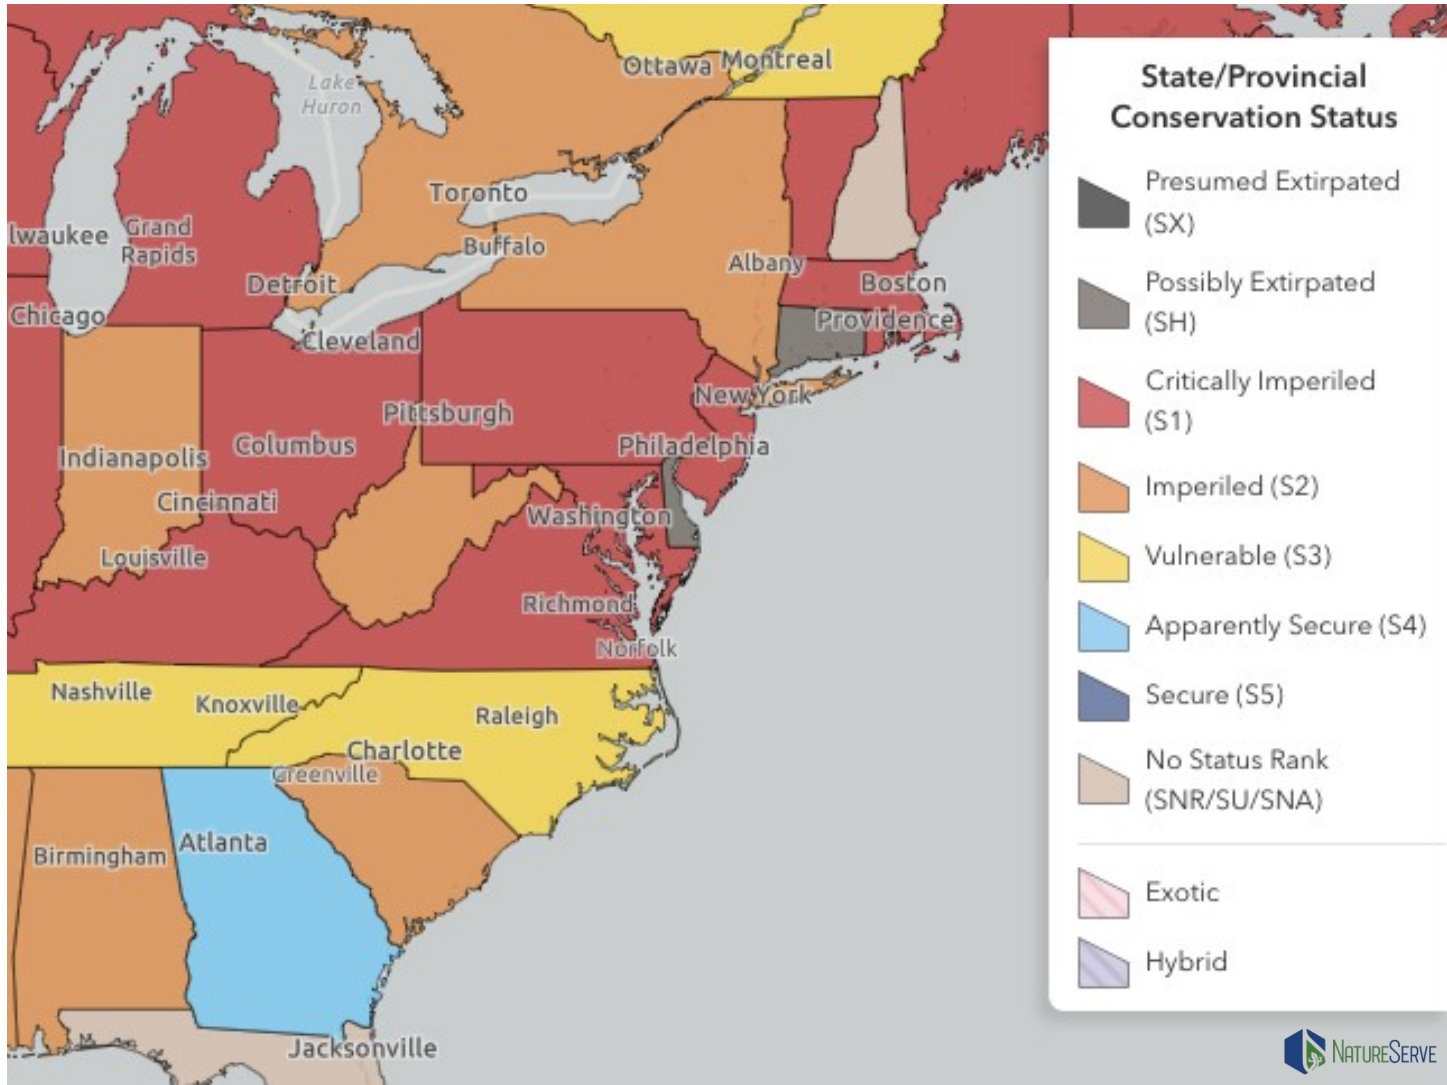 Ottawa
Montreal
Lake
Huron
Toronto
lwaukee
Grand
Rapids
Buffalo
Albany
Detroit
Boston
Chicago
Providence
Cleveland
New York
Pittsburgh
Columbus
Philadelphia
Indianapolis
Cincinnati
Washington
Louisville
Richmond
Norfolk
Nashville
Knoxville
Raleigh
Charlotte
Greenville
Atlanta
Birmingham
Jacksonville
State/Provincial
Conservation Status
Presumed Extirpated
(SX)
Possibly Extirpated
(SH)
Critically Imperiled
(S1)
Imperiled (S2)
Vulnerable (S3)
Apparently Secure (S4)
Secure (S5)
No Status Rank
(SNR/SU/SNA)
Exotic
Hybrid
NATURESERVE